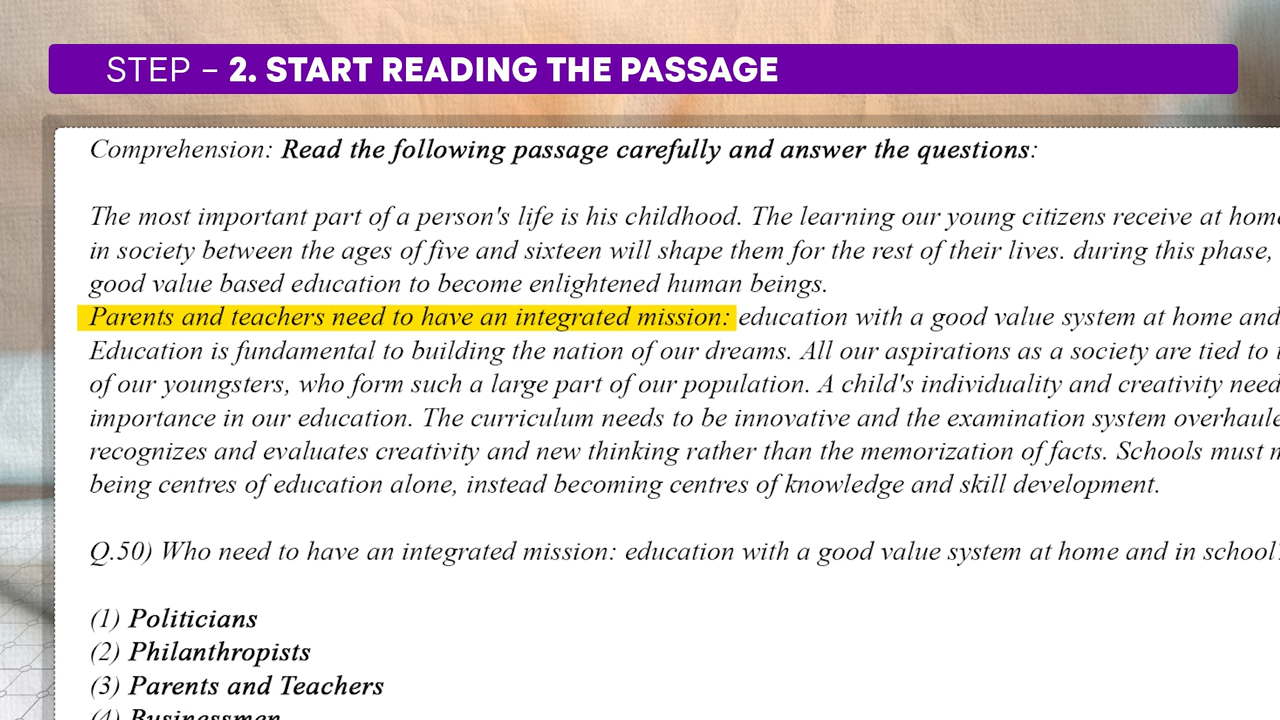 STEP – 2. START READING THE PASSAGE
Comprehension: Read the following passage carefully and answer the questions:
The most important part of a person's life is his childhood. The learning our young citizens receive at
in society between the ages of five and sixteen will shape them for the rest of their lives. during this phase,
good value based education to become enlightened human beings.
Parents and teachers need to have an integrated mission: education with a good value system at home and
Education is fundamental to building the nation of our dreams. All our aspirations as a society are tied to
of our youngsters, who form such a large part of our population. A child's individuality and creativity need
importance in our education. The curriculum needs to be innovative and the examination system
recognizes and evaluates creativity and new thinking rather than the memorization of facts. Schools must
being centres of education alone, instead becoming centres of knowledge and skill development.
Q.50) Who need to have an integrated mission: education with a good value system at home and in school?
(1) Politicians
(2) Philanthropists
(3) Parents and Teachers
(4) Businessmen